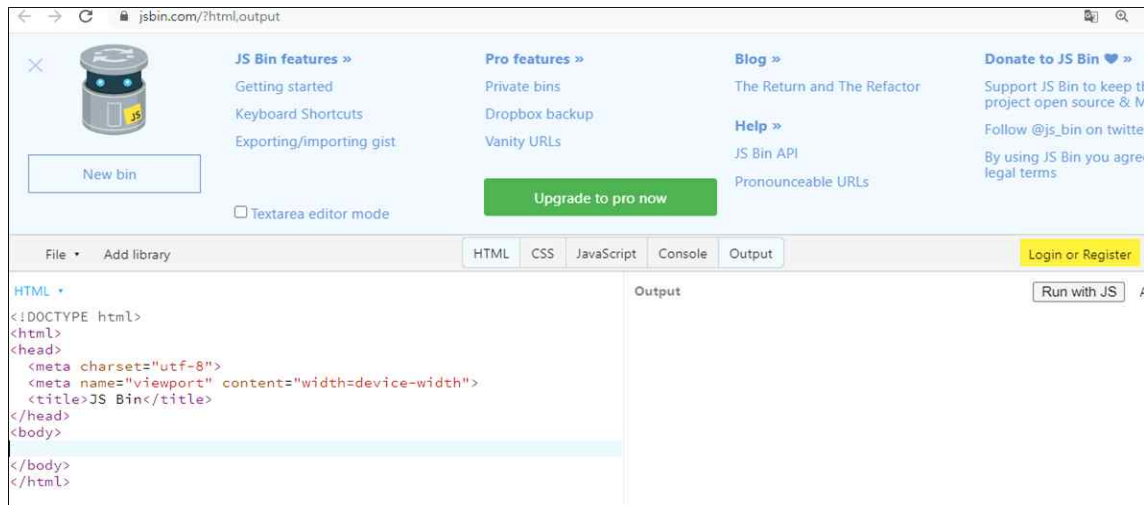 jsbin.com/?html,output
JS Bin features »
Getting started
Keyboard Shortcuts
Exporting/importing gist
Textarea editor mode
Pro features »
Private bins
Dropbox backup
Vanity URLs
Upgrade to pro now
Blog »
The Return and The Refactor
Help »
JS Bin API
Pronounceable URLs
Donate to JS Bin ♥ »
Support JS Bin to keep
project open source &
Follow @js_bin on
By using JS Bin you
legal terms
JS
New bin
File ▾ Add library
HTML CSS JavaScript Console Output
Login or Register
HTML ▾
<!DOCTYPE html>
<html>
<head>
<meta charset="utf-8">
<meta name="viewport" content="width=device-width">
<title>JS Bin</title>
</head>
<body>
</body>
</html>
Output
Run with JS